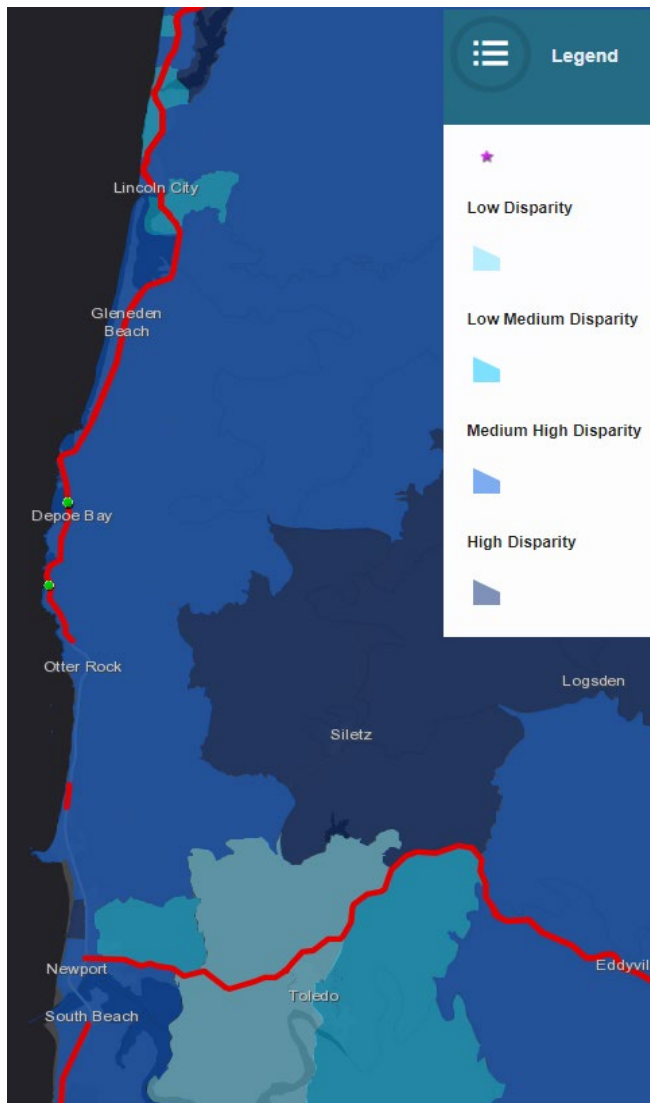 Legend
Low Disparity
Low Medium Disparity
Medium High Disparity
High Disparity
Lincoln City
Gleneden
Beach
Depoe Bay
Otter Rock
Logsden
Siletz
Eddyvil
Newport
Toledo
South Beach